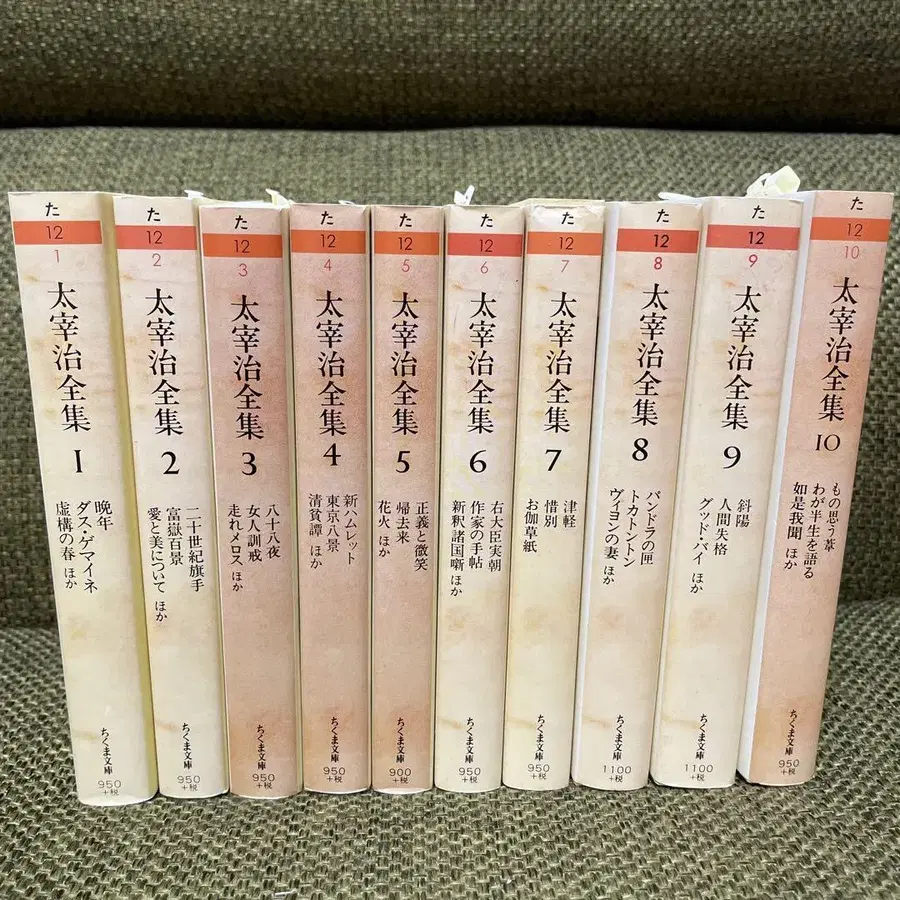 た
12
1
太宰治全集
1
晩年
ダス・ゲマイネ
虚構の春 ほか
ちくま文庫
950
+税
た
12
2
太宰治全集
2
二十世紀旗手
富嶽百景
愛と美について ほか
ちくま文庫
950
+税
た
12
3
太宰治全集
3
八十八夜
女人訓戒
走れメロス ほか
ちくま文庫
950
+税
た
12
4
太宰治全集
4
新ハムレット
東京八景
清貧譚 ほか
ちくま文庫
950
+税
た
12
5
太宰治全集
5
正義と微笑
帰去来
花火 ほか
ちくま文庫
900
+税
た
12
6
太宰治全集
6
右大臣実朝
作家の手帖
新釈諸国噺 ほか
ちくま文庫
950
+税
た
12
7
太宰治全集
7
津軽
惜別
お伽草紙
ちくま文庫
950
+税
た
12
8
太宰治全集
8
パンドラの匣
トカトントン
ヴィヨンの妻 ほか
ちくま文庫
1100
+税
た
12
9
太宰治全集
9
斜陽
人間失格
グッド・バイ ほか
ちくま文庫
1100
+税
た
12
10
太宰治全集
10
もの思う葦
わが半生を語る
如是我聞 ほか
ちくま文庫
950
+税